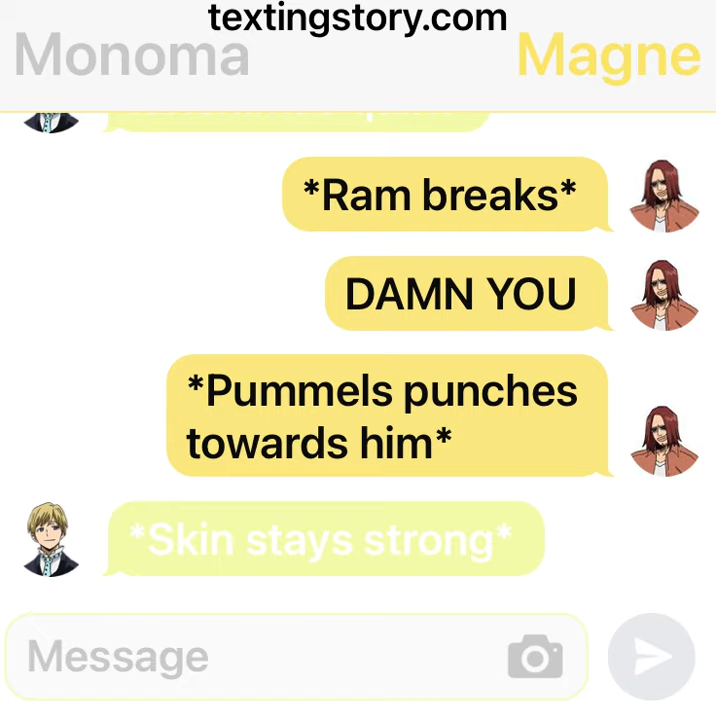 textingstory.com
Monoma
Magne
*Ram breaks*
DAMN YOU
*Pummels punches
towards him*
*Skin stays strong*
Message